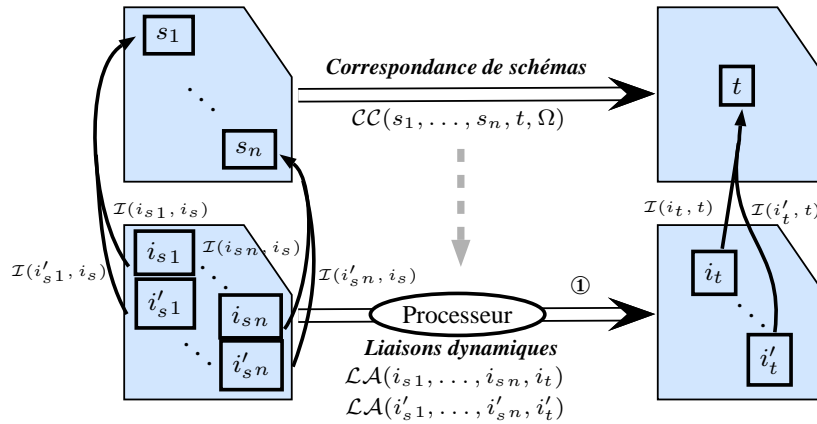 s1
. . .
sn
Correspondance de schémas
CC(s1, . . . , sn, t, Ω)
t
I(is1, is)
I(i′s1, is)
I(isn, is)
I(i′sn, is)
I(it, t)
I(i′t, t)
is1
i′s1
. . .
isn
. . .
i′sn
①
Processeur
Liaisons dynamiques
LA(is1, . . . , isn, it)
LA(i′s1, . . . , i′sn, i′t)
it
. . .
i′t